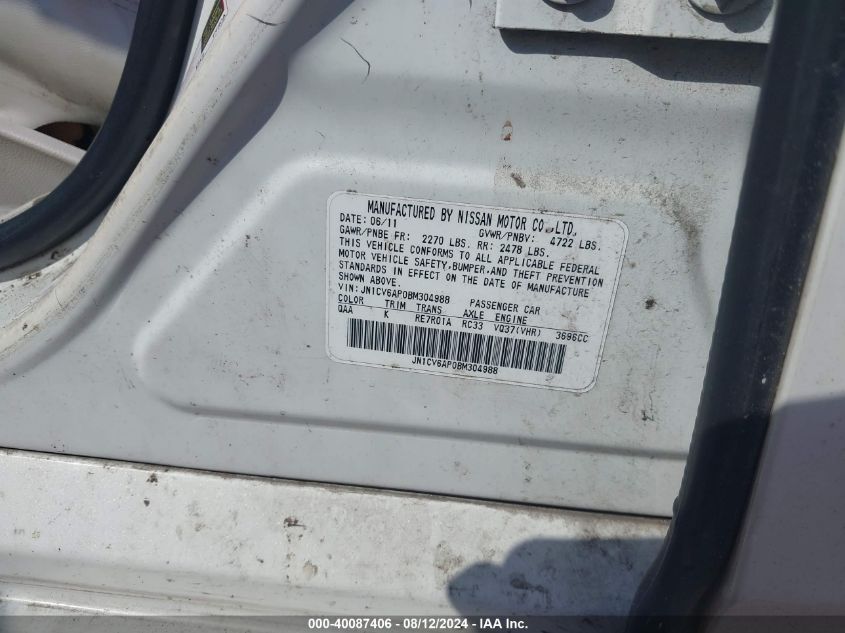 MANUFACTURED BY NISSAN MOTOR CO.,LTD.
DATE: 06/11 GVWR/PNBV: 4722 LBS.
GAWR/PNBE FR: 2270 LBS. RR: 2478 LBS.
THIS VEHICLE CONFORMS TO ALL APPLICABLE FEDERAL
MOTOR VEHICLE SAFETY,BUMPER,AND THEFT PREVENTION
STANDARDS IN EFFECT ON THE DATE OF MANUFACTURE
SHOWN ABOVE.
VIN: JN1CV6AP0BM304988 PASSENGER CAR
COLOR TRIM TRANS AXLE ENGINE
QAA K RE7R01A RC33 VQ37(VHR) 3696CC
JN1CV6AP0BM304988
000-40087406 - 08/12/2024 - IAA Inc.